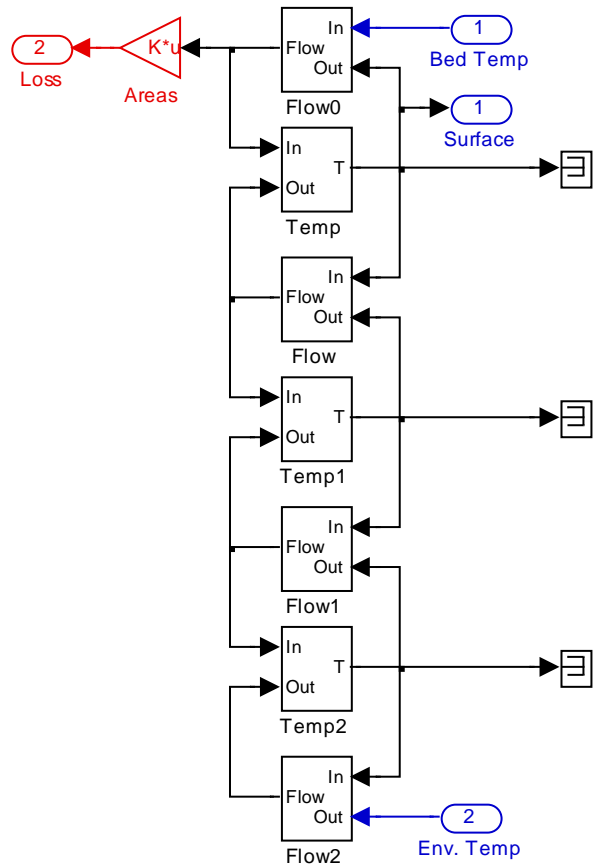 2
Loss
K*u
Areas
In
Flow
Out
Flow0
1
Bed Temp
1
Surface
In
T
Out
Temp
In
Flow
Out
Flow
In
T
Out
Temp1
In
Flow
Out
Flow1
In
T
Out
Temp2
In
Flow
Out
Flow2
2
Env. Temp